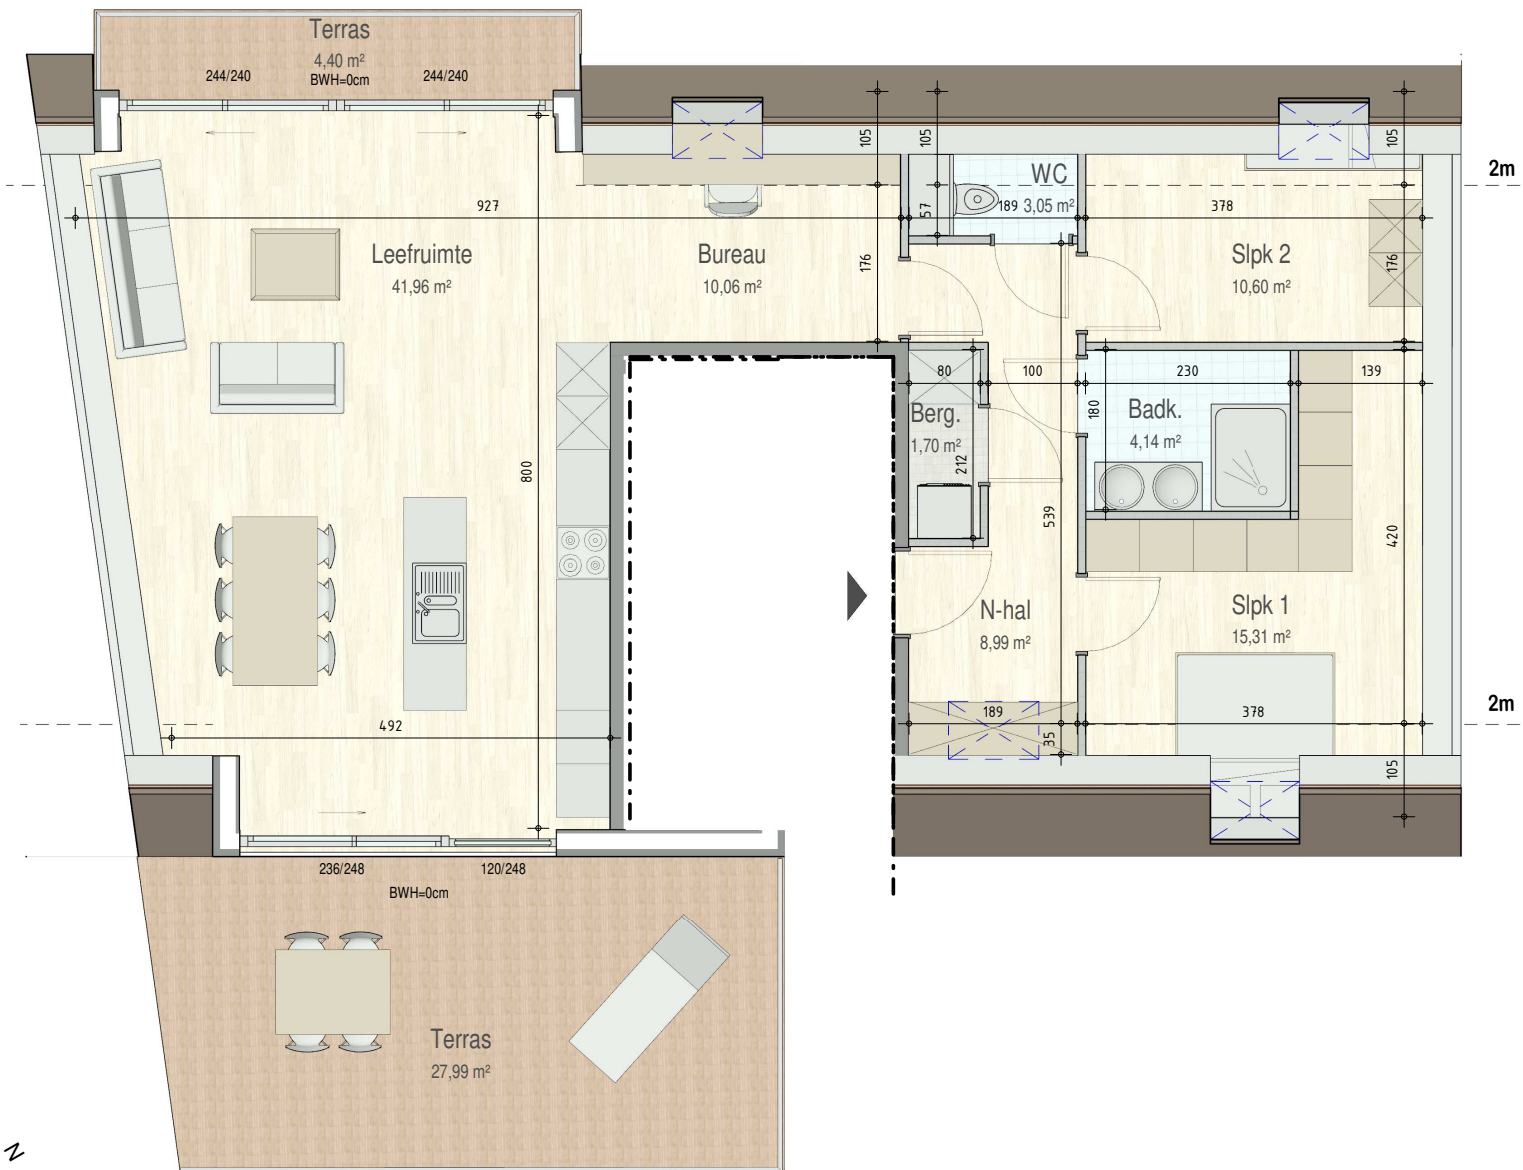 Terras
4,40 m²
244/240
BWH=0cm
244/240
105
105
105
2m
WC
3,05 m²
189
57
927
378
Leefruimte
41,96 m²
Bureau
10,06 m²
176
Slpk 2
10,60 m²
176
80
100
230
139
Berg.
1,70 m²
212
180
Badk.
4,14 m²
800
539
420
N-hal
8,99 m²
Slpk 1
15,31 m²
2m
492
189
35
378
105
236/248
120/248
BWH=0cm
Terras
27,99 m²
N